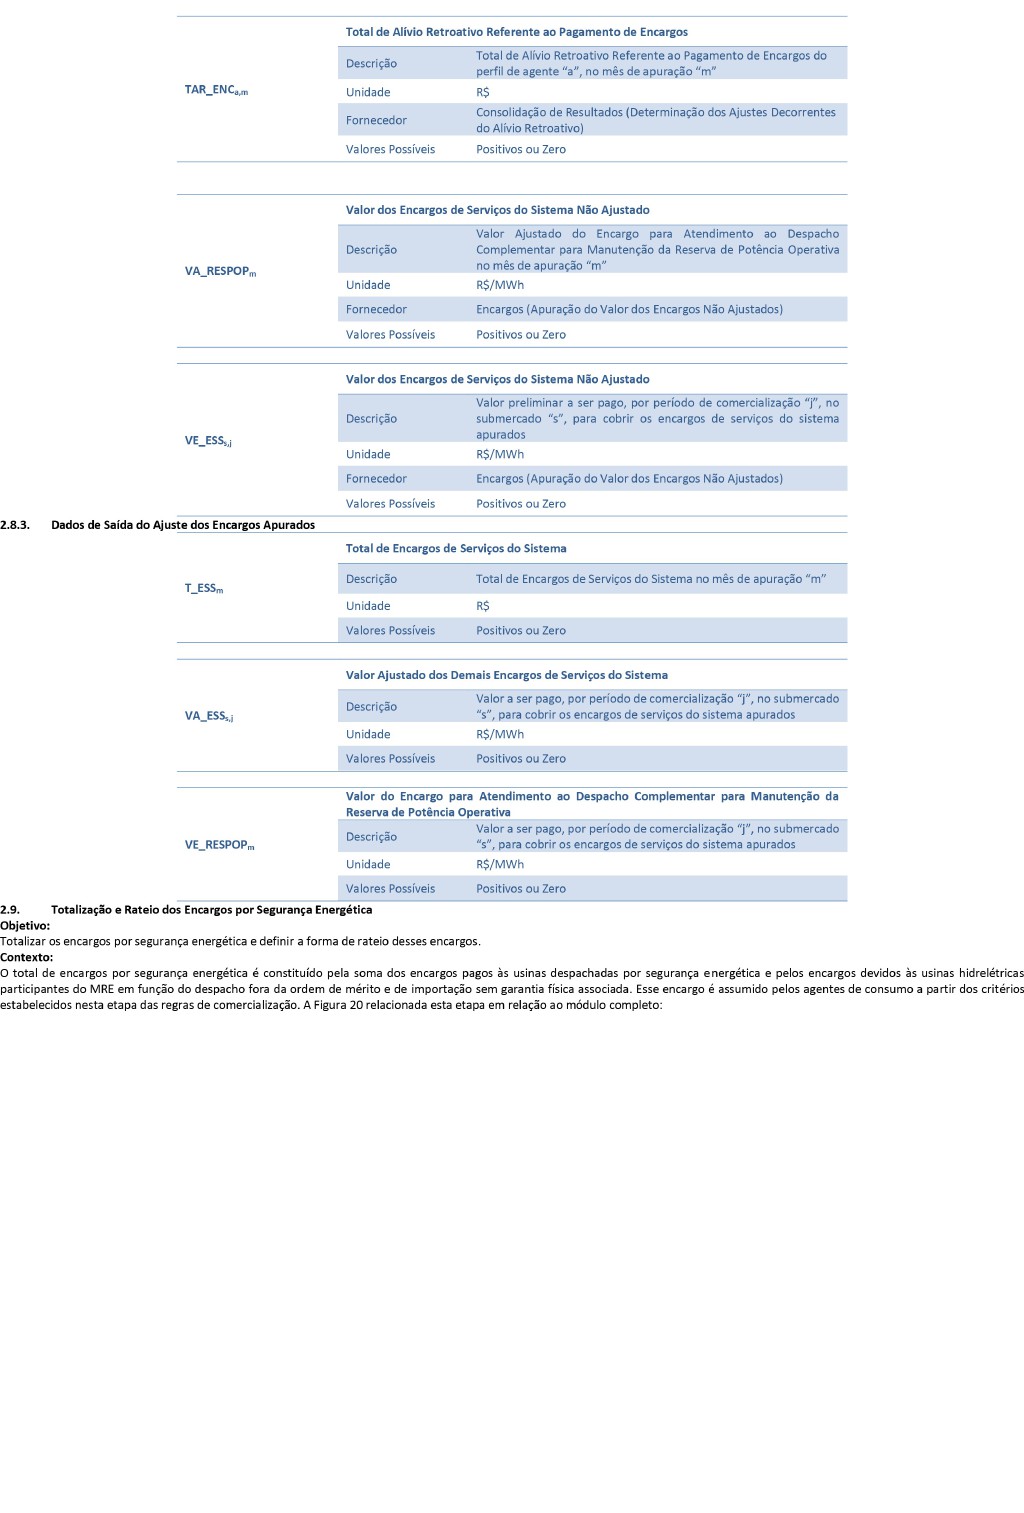 Total de Alívio Retroativo Referente ao Pagamento de Encargos
TAR_ENCa,m
Descrição
Total de Alívio Retroativo Referente ao Pagamento de Encargos do
perfil de agente “a”, no mês de apuração “m”
Unidade R$
Fornecedor
Consolidação de Resultados (Determinação dos Ajustes Decorrentes
do Alívio Retroativo)
Valores Possíveis Positivos ou Zero
Valor dos Encargos de Serviços do Sistema Não Ajustado
VA_RESPOPm
Descrição
Valor Ajustado do Encargo para Atendimento ao Despacho
Complementar para Manutenção da Reserva de Potência Operativa
no mês de apuração “m”
Unidade R$/MWh
Fornecedor Encargos (Apuração do Valor dos Encargos Não Ajustados)
Valores Possíveis Positivos ou Zero
Valor dos Encargos de Serviços do Sistema Não Ajustado
VE_ESSs,j
Descrição
Valor preliminar a ser pago, por período de comercialização “j”, no
submercado “s”, para cobrir os encargos de serviços do sistema
apurados
Unidade R$/MWh
Fornecedor Encargos (Apuração do Valor dos Encargos Não Ajustados)
Valores Possíveis Positivos ou Zero
2.8.3. Dados de Saída do Ajuste dos Encargos Apurados
Total de Encargos de Serviços do Sistema
T_ESSm
Descrição Total de Encargos de Serviços do Sistema no mês de apuração “m”
Unidade R$
Valores Possíveis Positivos ou Zero
Valor Ajustado dos Demais Encargos de Serviços do Sistema
VA_ESSs,j
Descrição
Valor a ser pago, por período de comercialização “j”, no submercado
“s”, para cobrir os encargos de serviços do sistema apurados
Unidade R$/MWh
Valores Possíveis Positivos ou Zero
Valor do Encargo para Atendimento ao Despacho Complementar para Manutenção da
Reserva de Potência Operativa
VE_RESPOPm
Descrição
Valor a ser pago, por período de comercialização “j”, no submercado
“s”, para cobrir os encargos de serviços do sistema apurados
Unidade R$/MWh
Valores Possíveis Positivos ou Zero
2.9. Totalização e Rateio dos Encargos por Segurança Energética
Objetivo:
Totalizar os encargos por segurança energética e definir a forma de rateio desses encargos.
Contexto:
O total de encargos por segurança energética é constituído pela soma dos encargos pagos às usinas despachadas por segurança energética e pelos encargos devidos às usinas hidrelétricas
participantes do MRE em função do despacho fora da ordem de mérito e de importação sem garantia física associada. Esse encargo é assumido pelos agentes de consumo a partir dos critérios
estabelecidos nesta etapa das regras de comercialização. A Figura 20 relacionada esta etapa em relação ao módulo completo: